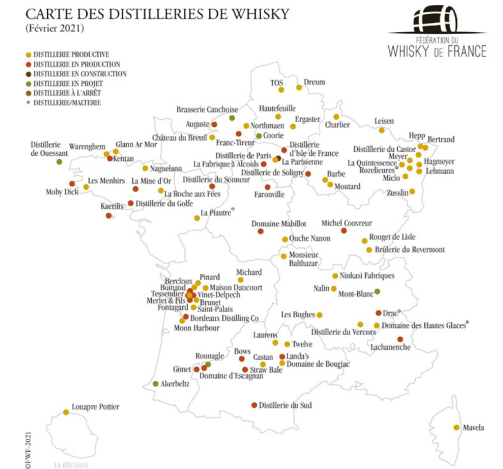 CARTE DES DISTILLERIES DE WHISKY
(Février 2021)
FÉDÉRATION DU
WHISKY DE FRANCE
DISTILLERIE PRODUCTIVE
DISTILLERIE EN PRODUCTION
DISTILLERIE EN CONSTRUCTION
DISTILLERIE EN PROJET
DISTILLERIE À L'ARRÊT
* DISTILLERIE/MALTERIE
TOS
Dreum
Brasserie Cauchoise
Hautefeuille
Auguste
Northmaen
Ergaster
Charlier
Leisen
Château du Breuil
Franc-Tireur
Coorie
Hepp
Bertrand
Distillerie
de Ouessant
Warenghem
Glann Ar Mor
Kentan
Distillerie
d'Isle de France
Distillerie du Castor
Distillerie de Paris
La Parisienne
Meyer
Hagmeyer
Naguelann
La Fabrique à Alcools
La Quintessence
Rozelieures*
Lehmann
Les Menhirs
La Mine d'Or
Distillerie du Sonneur
Distillerie de Soligny
Barbe
Miclo
Moby Dick
La Roche aux Fées
Faronville
Moutard
Zusslin
Kaerilis
Distillerie du Golfe
La Piautre*
Domaine Mahillot
Michel Couvreur
Ouche Nanon
Rouget de Lisle
Brûlerie du Revermont
Monsieur
Balthazar
Michard
Ninkasi Fabriques
Bercloux
Pinard
Boinaud
Maison Daucourt
Nalin
Mont-Blanc
Tessendier
Vinet-Delpech
Merlet & Fils
Brunet
Fontagard
Saint-Palais
Les Bughes
Drac*
Bordeaux Distilling Co
Moon Harbour
Distillerie du Vercors
Domaine des Hautes Glaces*
Laurens
Twelve
Lachanenche
Rounagle
Bows
Castan
Landa's
Gimet
Domaine d'Escagnan
Straw Bale
Domaine de Bougjac
Akerbeltz
Louapre Pottier
Distillerie du Sud
Mavela
LA RÉUNION
©FWF-2021